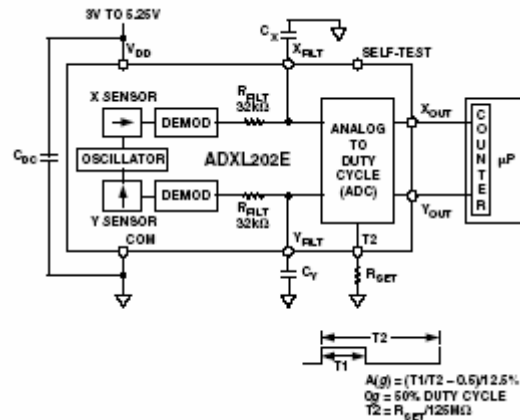 3V TO 5.25V
CX
XFILT
VDD
SELF-TEST
X SENSOR
RFILT
32kΩ
XOUT
DEMOD
ANALOG
TO
DUTY
CYCLE
(ADC)
COUNTER
µP
CDC
OSCILLATOR
ADXL202E
DEMOD
RFILT
32kΩ
YOUT
Y SENSOR
COM
YFILT
T2
CY
RSET
T2
T1
A(g) = (T1/T2 – 0.5)/12.5%
0g = 50% DUTY CYCLE
T2 = RSET/125MΩ